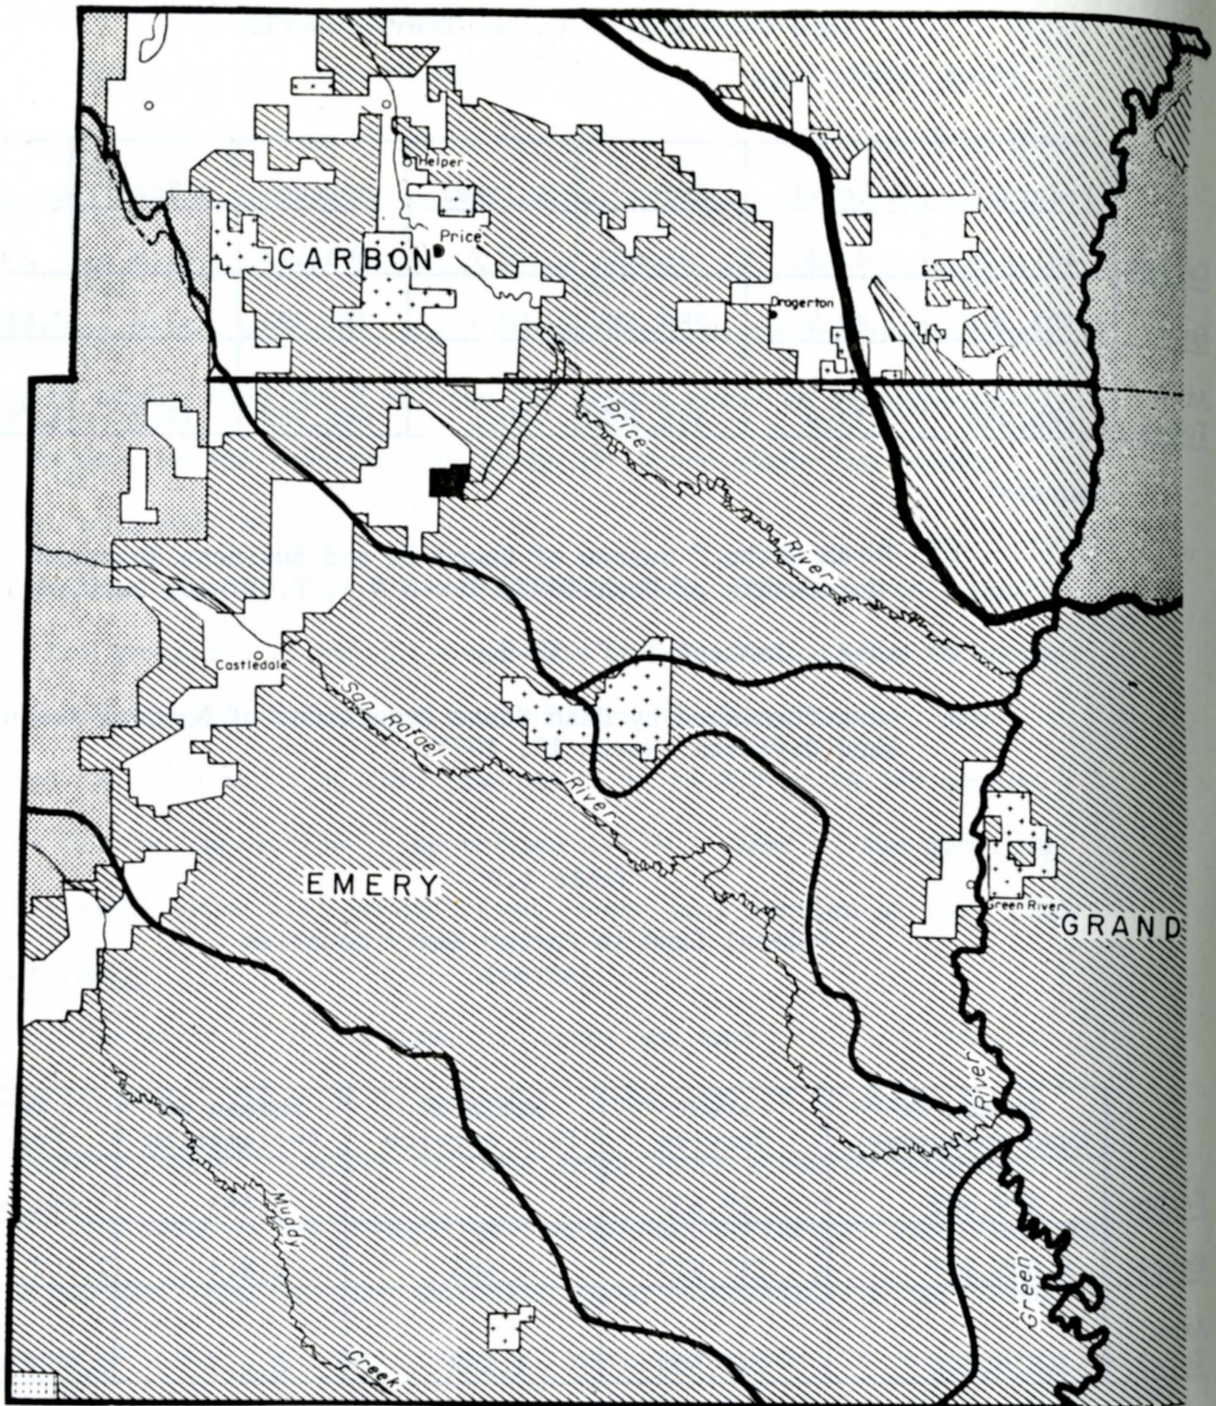 Helper
Price
CARBON
Dragerton
Price
River
Castledale
San Rafael
River
EMERY
Green River
GRAND
River
Muddy
Green
Creek